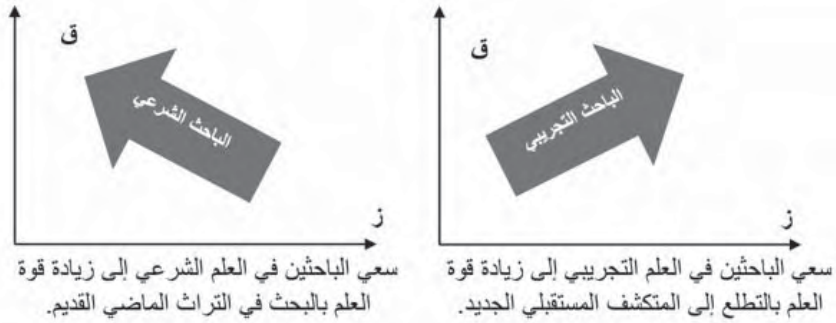 ق
الباحث التجريبي
ز
سعي الباحثين في العلم التجريبي إلى زيادة قوة
العلم بالتطلع إلى المتكشف المستقبلي الجديد.
ق
الباحث الشرعي
ز
سعي الباحثين في العلم الشرعي إلى زيادة قوة
العلم بالبحث في التراث الماضي القديم.